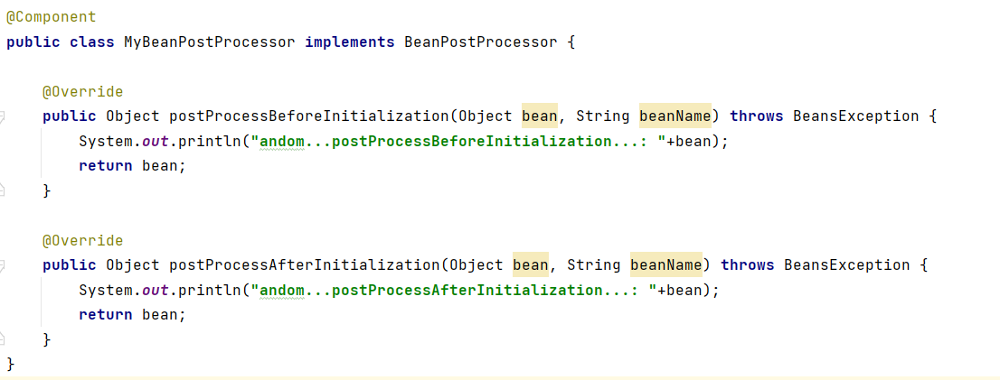 @Component
public class MyBeanPostProcessor implements BeanPostProcessor {
@Override
public Object postProcessBeforeInitialization(Object bean, String beanName) throws BeansException {
System.out.println("andom...postProcessBeforeInitialization...: "+bean);
return bean;
}
@Override
public Object postProcessAfterInitialization(Object bean, String beanName) throws BeansException {
System.out.println("andom...postProcessAfterInitialization...: "+bean);
return bean;
}
}